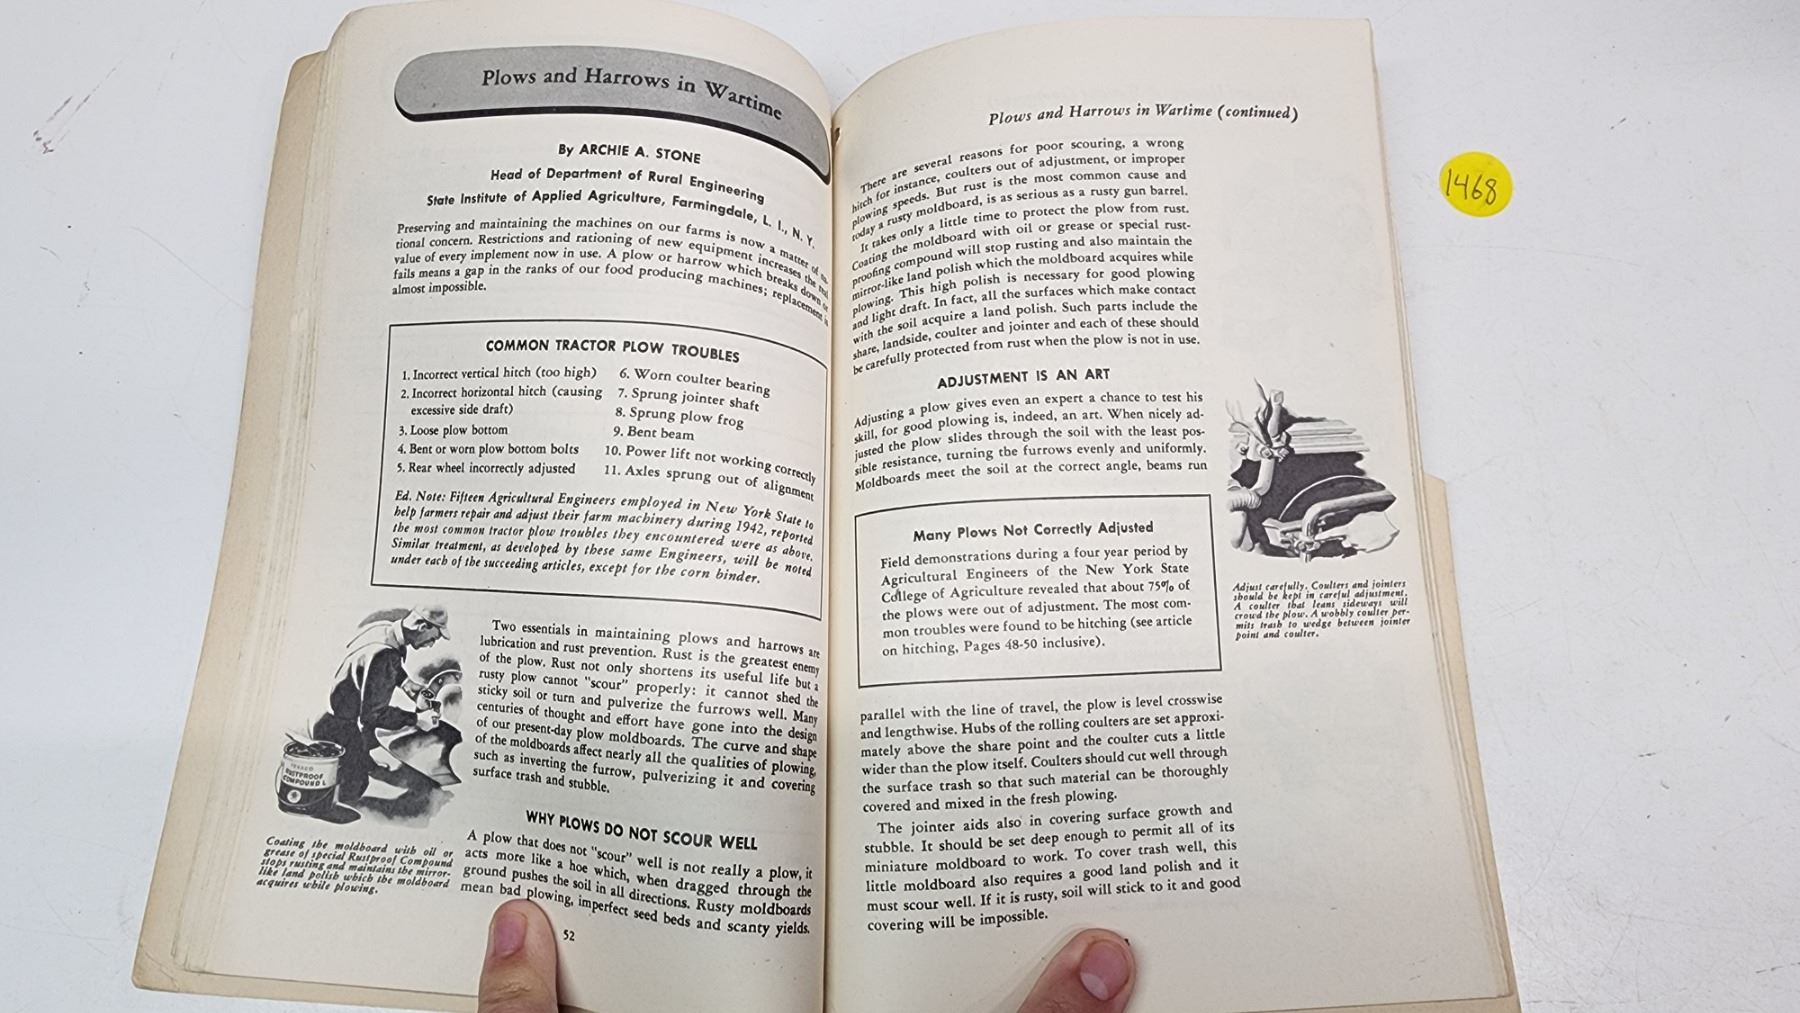 Plows and Harrows in Wartime
By ARCHIE A. STONE
Head of Department of Rural Engineering
State Institute of Applied Agriculture, Farmingdale, L. I., N. Y.
Preserving and maintaining the machines on our farms is now a matter of na-
tional concern. Restrictions and rationing of new equipment increases the real
value of every implement now in use. A plow or harrow which breaks down or
fails means a gap in the ranks of our food producing machines; replacement is
almost impossible.
COMMON TRACTOR PLOW TROUBLES
1. Incorrect vertical hitch (too high)
2. Incorrect horizontal hitch (causing
excessive side draft)
3. Loose plow bottom
4. Bent or worn plow bottom bolts
5. Rear wheel incorrectly adjusted
6. Worn coulter bearing
7. Sprung jointer shaft
8. Sprung plow frog
9. Bent beam
10. Power lift not working correctly
11. Axles sprung out of alignment
Ed. Note: Fifteen Agricultural Engineers employed in New York State to
help farmers repair and adjust their farm machinery during 1942, reported
the most common tractor plow troubles they encountered were as above.
Similar treatment, as developed by these same Engineers, will be noted
under each of the succeeding articles, except for the corn binder.
Two essentials in maintaining plows and harrows are
lubrication and rust prevention. Rust is the greatest enemy
of the plow. Rust not only shortens its useful life but a
rusty plow cannot "scour" properly: it cannot shed the
sticky soil or turn and pulverize the furrows well. Many
centuries of thought and effort have gone into the design
of our present-day plow moldboards. The curve and shape
of the moldboards affect nearly all the qualities of plowing,
such as inverting the furrow, pulverizing it and covering
surface trash and stubble.
TEXACO
RUSTPROOF
COMPOUND L
Coating the moldboard with oil or
grease of special Rustproof Compound
stops rusting and maintains the mirror-
like land polish which the moldboard
acquires while plowing.
WHY PLOWS DO NOT SCOUR WELL
A plow that does not "scour" well is not really a plow, it
acts more like a hoe which, when dragged through the
ground pushes the soil in all directions. Rusty moldboards
mean bad plowing, imperfect seed beds and scanty yields.
52
Plows and Harrows in Wartime (continued)
There are several reasons for poor scouring, a wrong
hitch for instance, coulters out of adjustment, or improper
plowing speeds. But rust is the most common cause and
today a rusty moldboard, is as serious as a rusty gun barrel.
It takes only a little time to protect the plow from rust.
Coating the moldboard with oil or grease or special rust-
proofing compound will stop rusting and also maintain the
mirror-like land polish which the moldboard acquires while
plowing. This high polish is necessary for good plowing
and light draft. In fact, all the surfaces which make contact
with the soil acquire a land polish. Such parts include the
share, landside, coulter and jointer and each of these should
be carefully protected from rust when the plow is not in use.
ADJUSTMENT IS AN ART
Adjusting a plow gives even an expert a chance to test his
skill, for good plowing is, indeed, an art. When nicely ad-
justed the plow slides through the soil with the least pos-
sible resistance, turning the furrows evenly and uniformly.
Moldboards meet the soil at the correct angle, beams run
Many Plows Not Correctly Adjusted
Field demonstrations during a four year period by
Agricultural Engineers of the New York State
College of Agriculture revealed that about 75% of
the plows were out of adjustment. The most com-
mon troubles were found to be hitching (see article
on hitching, Pages 48-50 inclusive).
Adjust carefully. Coulters and jointers
should be kept in careful adjustment.
A coulter that leans sideways will
crowd the plow. A wobbly coulter per-
mits trash to wedge between jointer
point and coulter.
parallel with the line of travel, the plow is level crosswise
and lengthwise. Hubs of the rolling coulters are set approxi-
mately above the share point and the coulter cuts a little
wider than the plow itself. Coulters should cut well through
the surface trash so that such material can be thoroughly
covered and mixed in the fresh plowing.
The jointer aids also in covering surface growth and
stubble. It should be set deep enough to permit all of its
miniature moldboard to work. To cover trash well, this
little moldboard also requires a good land polish and it
must scour well. If it is rusty, soil will stick to it and good
covering will be impossible.
1468